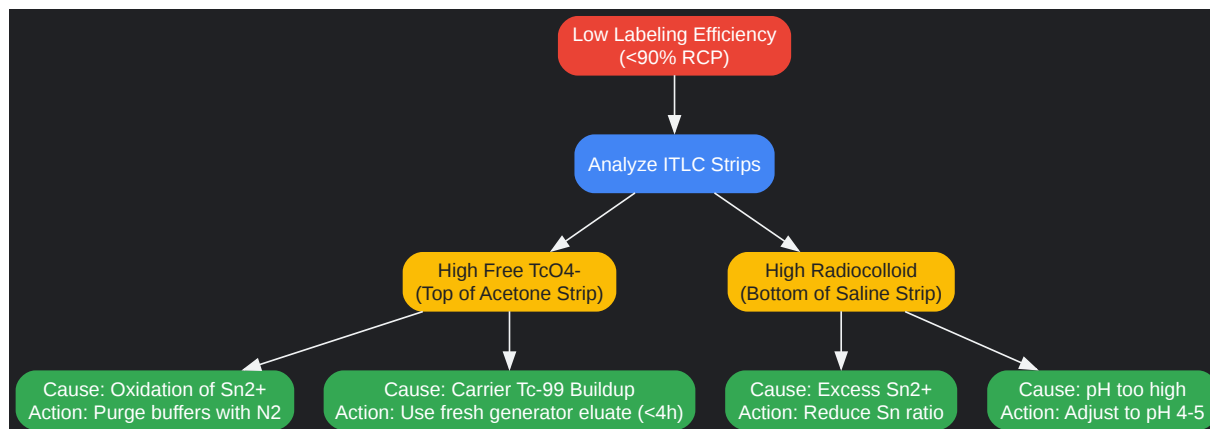 Low Labeling Efficiency
(<90% RCP)
Analyze ITLC Strips
High Free TcO4-
(Top of Acetone Strip)
High Radiocolloid
(Bottom of Saline Strip)
Cause: Oxidation of Sn2+
Action: Purge buffers with N2
Cause: Carrier Tc-99 Buildup
Action: Use fresh generator eluate (<4h)
Cause: Excess Sn2+
Action: Reduce Sn ratio
Cause: pH too high
Action: Adjust to pH 4-5